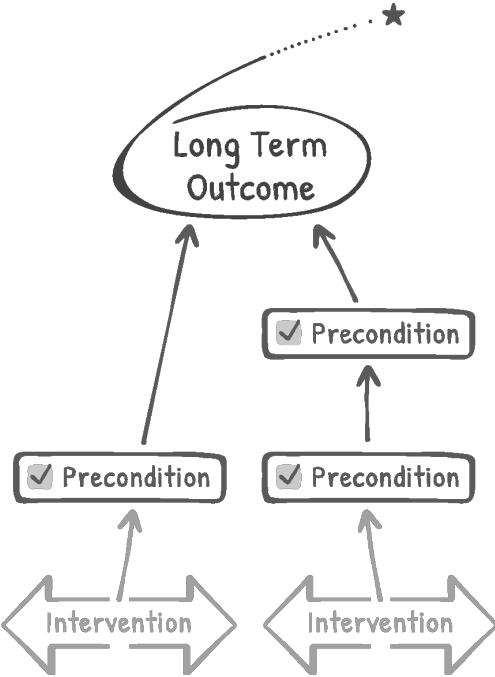 Long Term
Outcome
Precondition
Precondition
Precondition
Intervention
Intervention